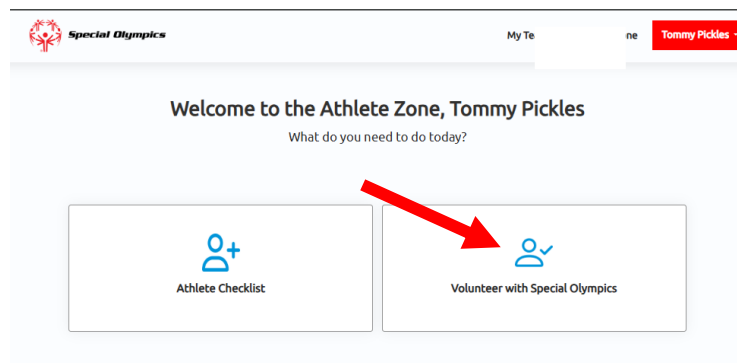 Special Olympics
My Te
ne
Tommy Pickles
Welcome to the Athlete Zone, Tommy Pickles
What do you need to do today?
Athlete Checklist
Volunteer with Special Olympics